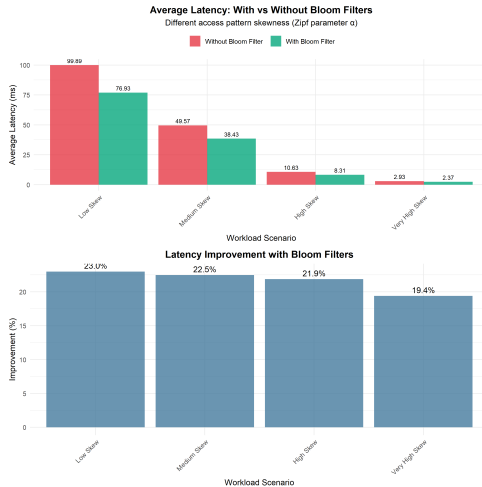 Average Latency: With vs Without Bloom Filters
Different access pattern skewness (Zipf parameter α)
Without Bloom Filter
With Bloom Filter
Average Latency (ms)
100
75
50
25
0
99.89
76.93
49.57
38.43
10.63
8.31
2.93
2.37
Low Skew
Medium Skew
High Skew
Very High Skew
Workload Scenario
Latency Improvement with Bloom Filters
Improvement (%)
20
15
10
5
0
23.0%
22.5%
21.9%
19.4%
Low Skew
Medium Skew
High Skew
Very High Skew
Workload Scenario